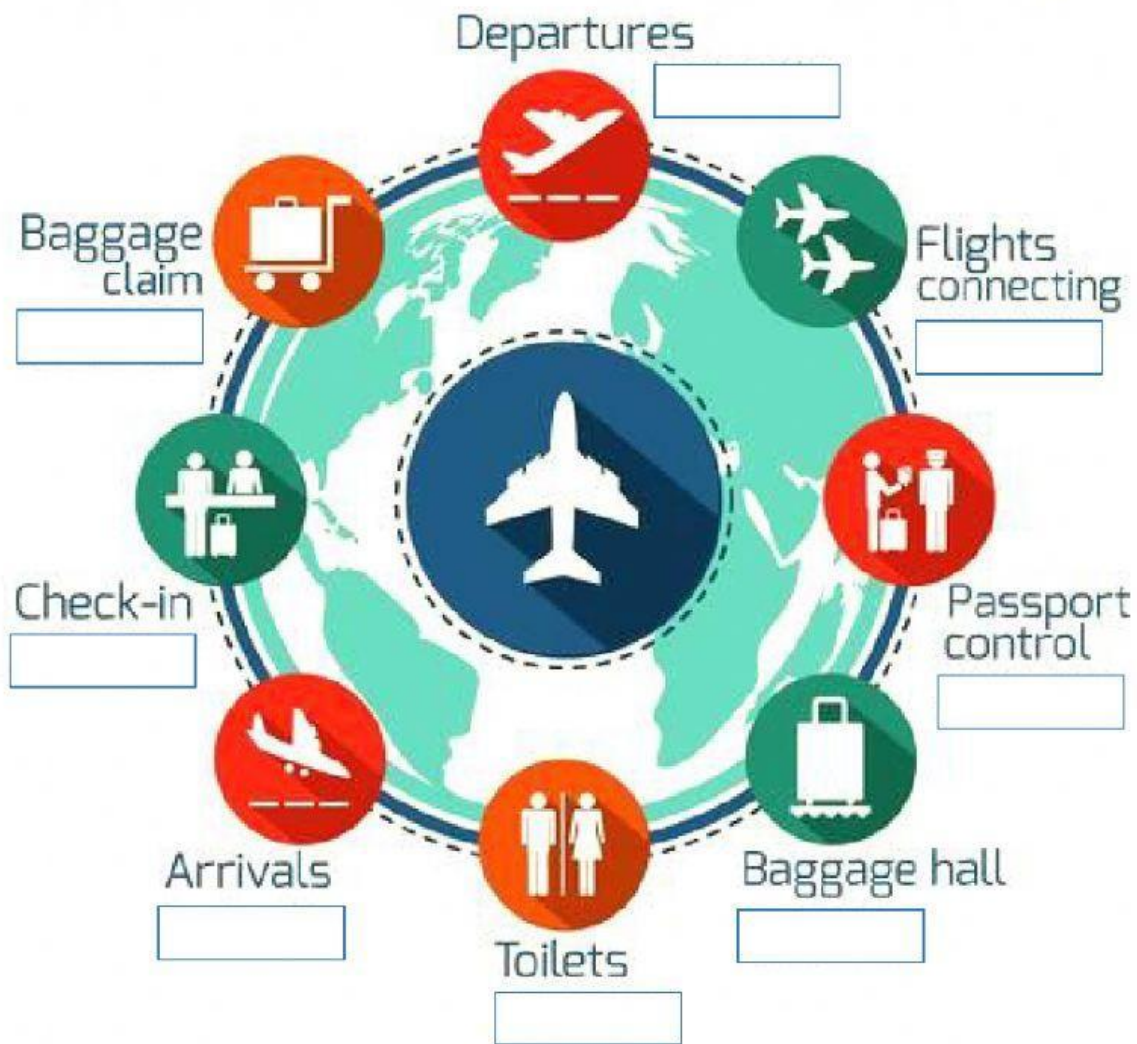 Departures
Baggage
claim
Flights
connecting
Check-in
Passport
control
Arrivals
Baggage hall
Toilets